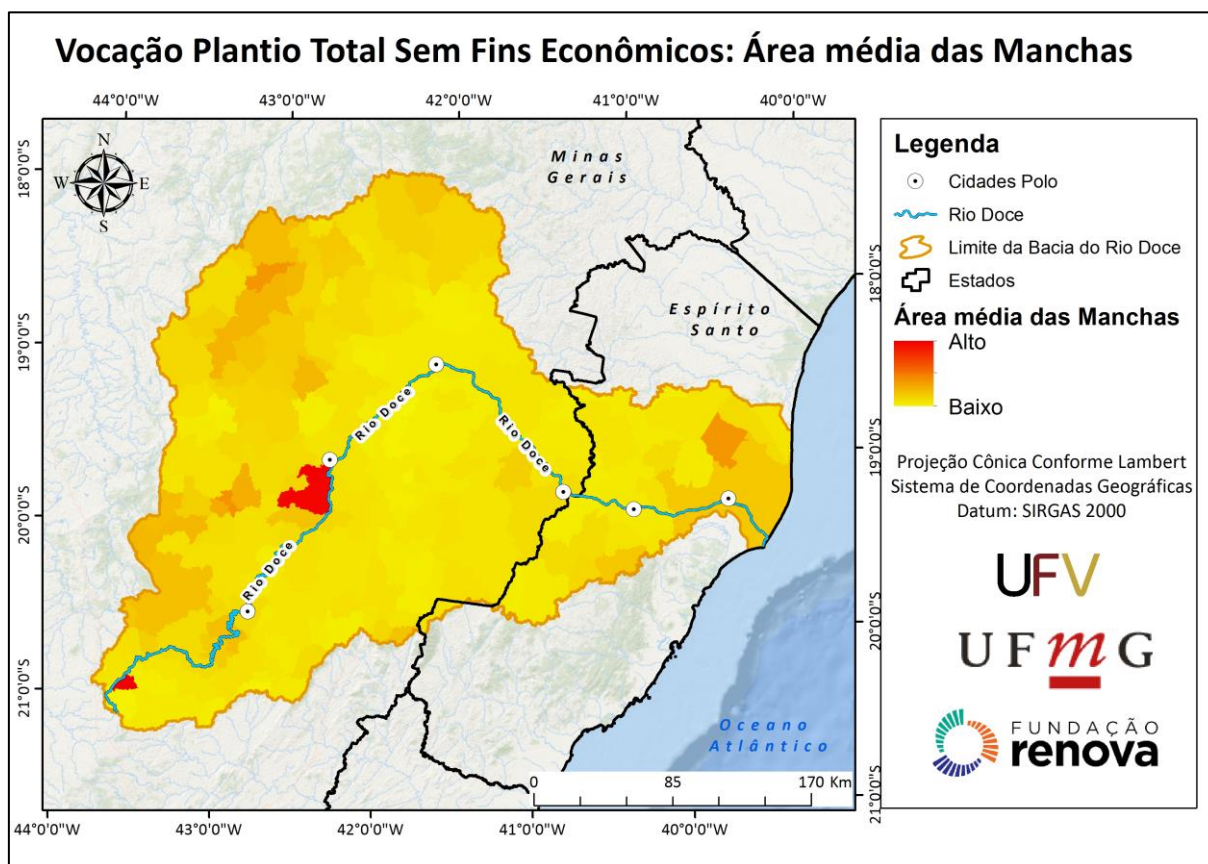 Vocação Plantio Total Sem Fins Econômicos: Área média das Manchas
44°0'0"W 43°0'0"W 42°0'0"W 41°0'0"W 40°0'0"W
N
W E
S
18°0'0"S
19°0'0"S
20°0'0"S
21°0'0"S
Minas
Gerais
Espírito
Santo
Rio Doce
Rio Doce
Rio Doce
Oceano
Atlântico
0 85 170 Km
18°0'0"S
19°0'0"S
20°0'0"S
21°0'0"S
44°0'0"W 43°0'0"W 42°0'0"W 41°0'0"W 40°0'0"W
Legenda
Cidades Polo
Rio Doce
Limite da Bacia do Rio Doce
Estados
Área média das Manchas
Alto
Baixo
Projeção Cônica Conforme Lambert
Sistema de Coordenadas Geográficas
Datum: SIRGAS 2000
UFV
UFmG
FUNDAÇÃO
renova